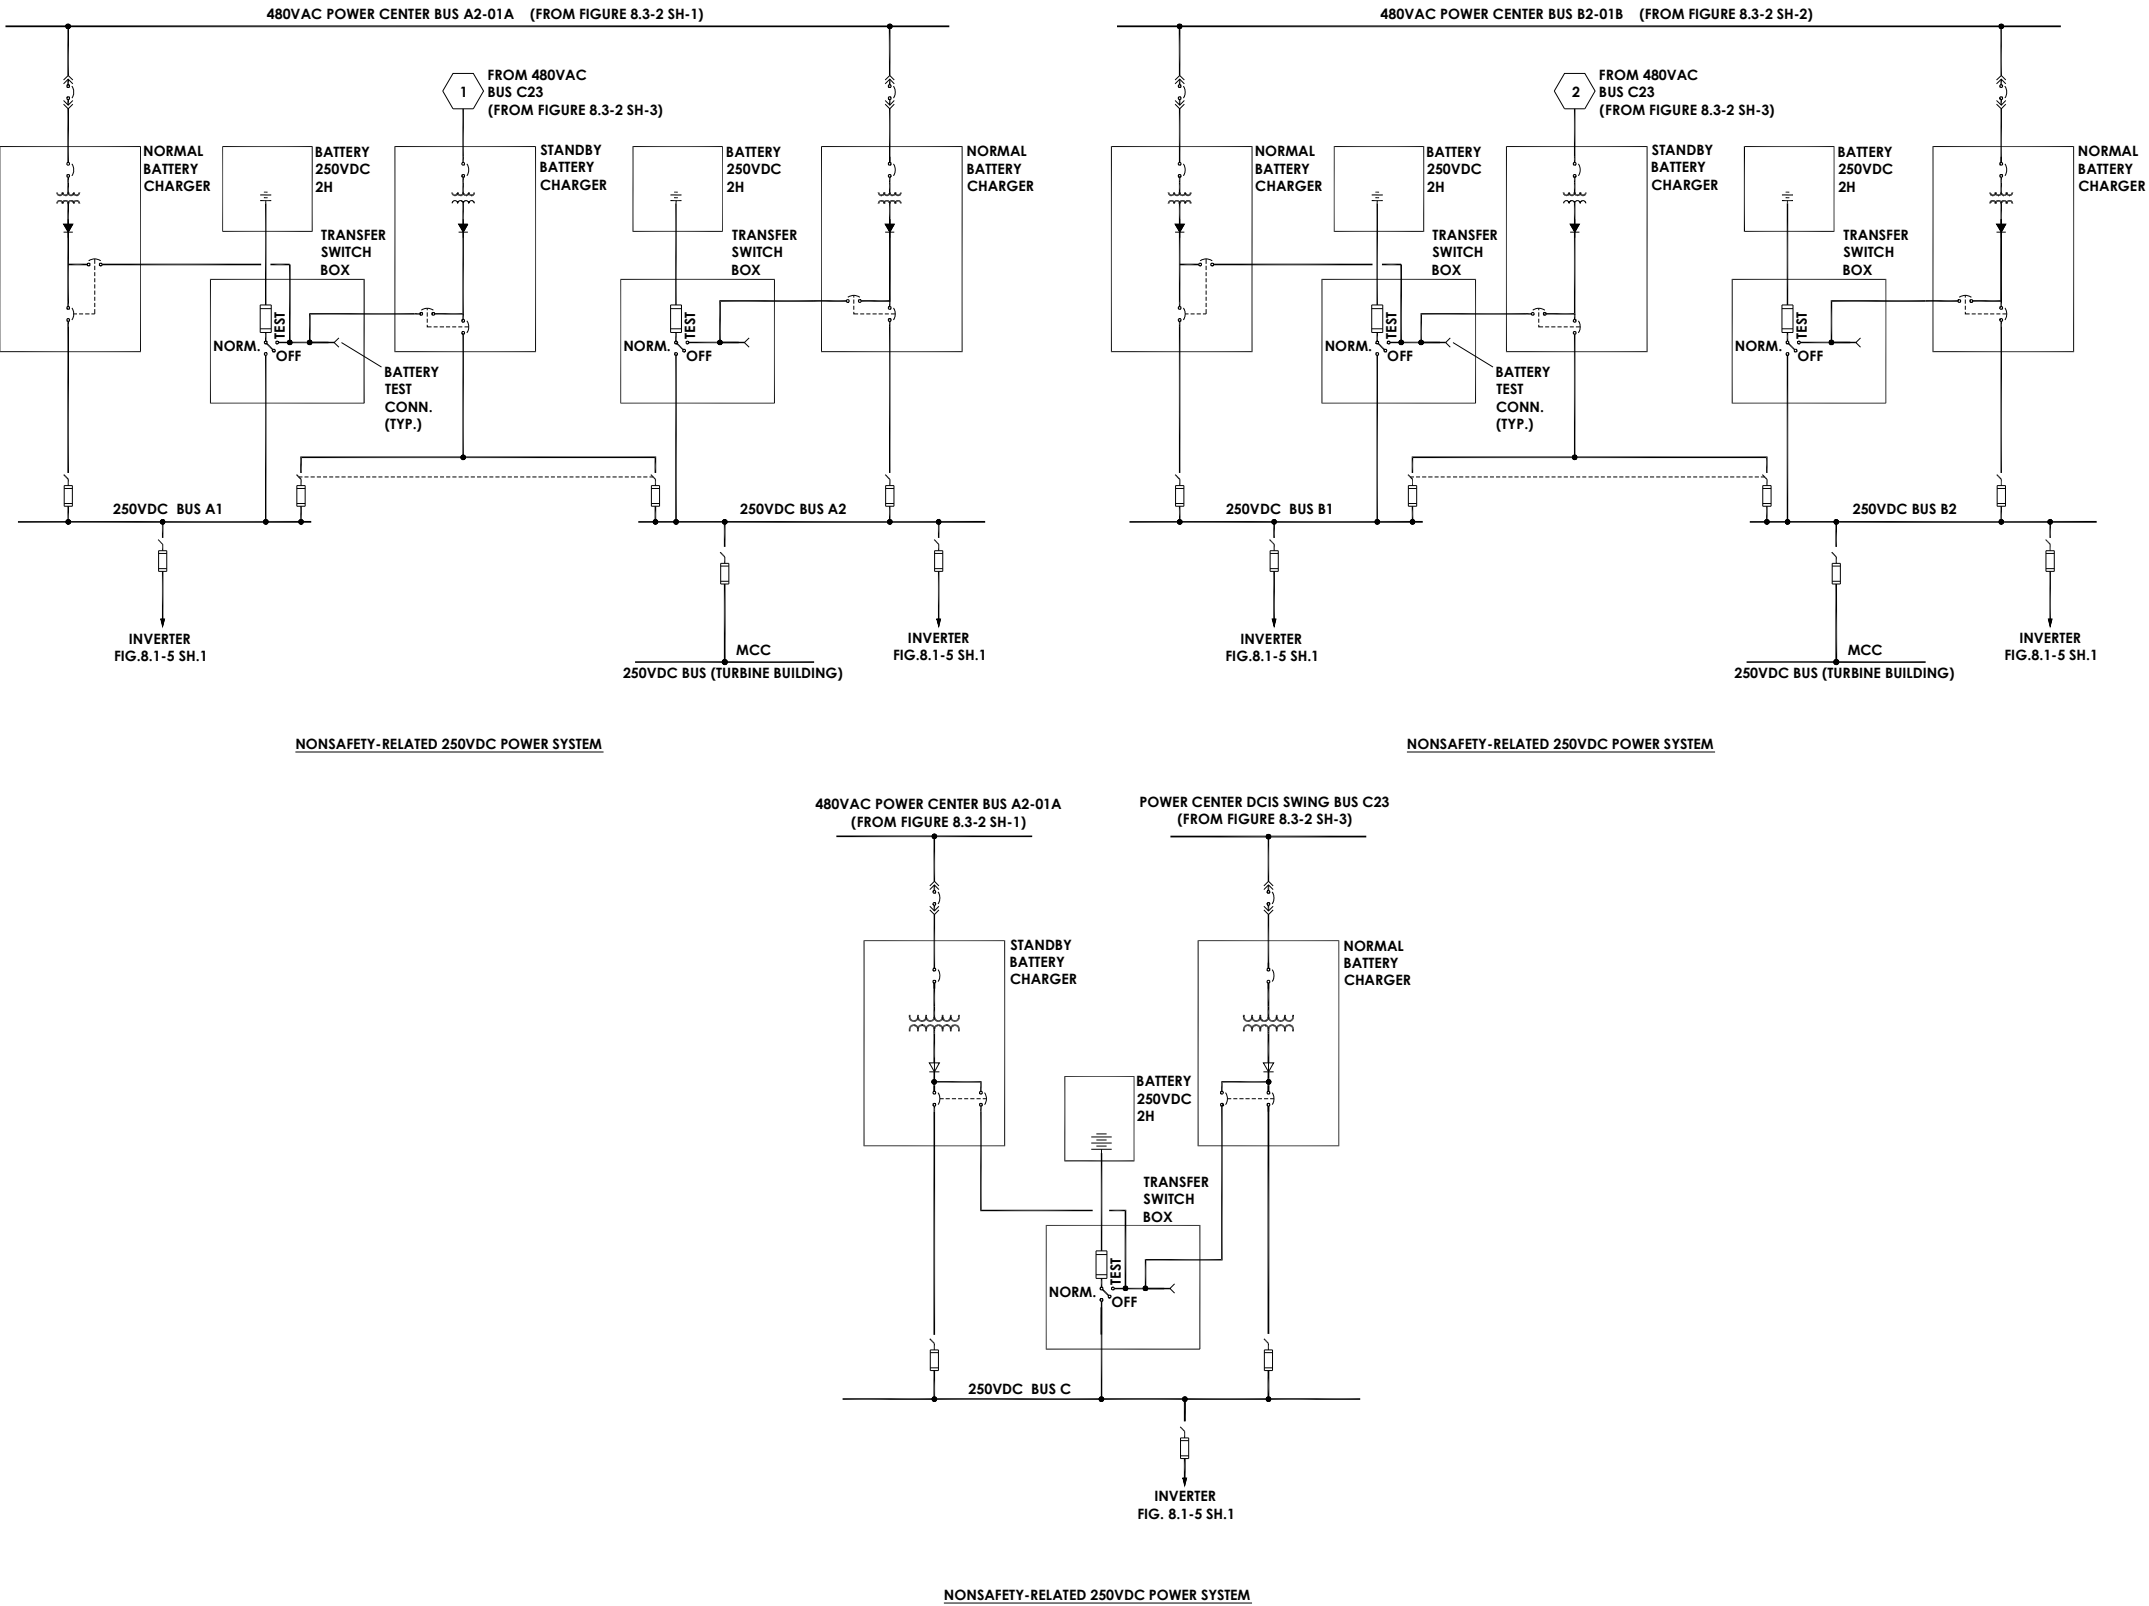 480VAC POWER CENTER BUS A2-01A (FROM FIGURE 8.3-2 SH-1)
1
FROM 480VAC
BUS C23
(FROM FIGURE 8.3-2 SH-3)
NORMAL
BATTERY
CHARGER
BATTERY
250VDC
2H
STANDBY
BATTERY
CHARGER
BATTERY
250VDC
2H
NORMAL
BATTERY
CHARGER
TRANSFER
SWITCH
BOX
TRANSFER
SWITCH
BOX
TEST
NORM.
OFF
TEST
NORM.
OFF
BATTERY
TEST
CONN.
(TYP.)
250VDC BUS A1
250VDC BUS A2
INVERTER
FIG.8.1-5 SH.1
MCC
250VDC BUS (TURBINE BUILDING)
INVERTER
FIG.8.1-5 SH.1
NONSAFETY-RELATED 250VDC POWER SYSTEM
480VAC POWER CENTER BUS B2-01B (FROM FIGURE 8.3-2 SH-2)
2
FROM 480VAC
BUS C23
(FROM FIGURE 8.3-2 SH-3)
NORMAL
BATTERY
CHARGER
BATTERY
250VDC
2H
STANDBY
BATTERY
CHARGER
BATTERY
250VDC
2H
NORMAL
BATTERY
CHARGER
TRANSFER
SWITCH
BOX
TRANSFER
SWITCH
BOX
TEST
NORM.
OFF
TEST
NORM.
OFF
BATTERY
TEST
CONN.
(TYP.)
250VDC BUS B1
250VDC BUS B2
INVERTER
FIG.8.1-5 SH.1
MCC
250VDC BUS (TURBINE BUILDING)
INVERTER
FIG.8.1-5 SH.1
NONSAFETY-RELATED 250VDC POWER SYSTEM
480VAC POWER CENTER BUS A2-01A
(FROM FIGURE 8.3-2 SH-1)
POWER CENTER DCIS SWING BUS C23
(FROM FIGURE 8.3-2 SH-3)
STANDBY
BATTERY
CHARGER
NORMAL
BATTERY
CHARGER
BATTERY
250VDC
2H
TRANSFER
SWITCH
BOX
TEST
NORM.
OFF
250VDC BUS C
INVERTER
FIG. 8.1-5 SH.1
NONSAFETY-RELATED 250VDC POWER SYSTEM